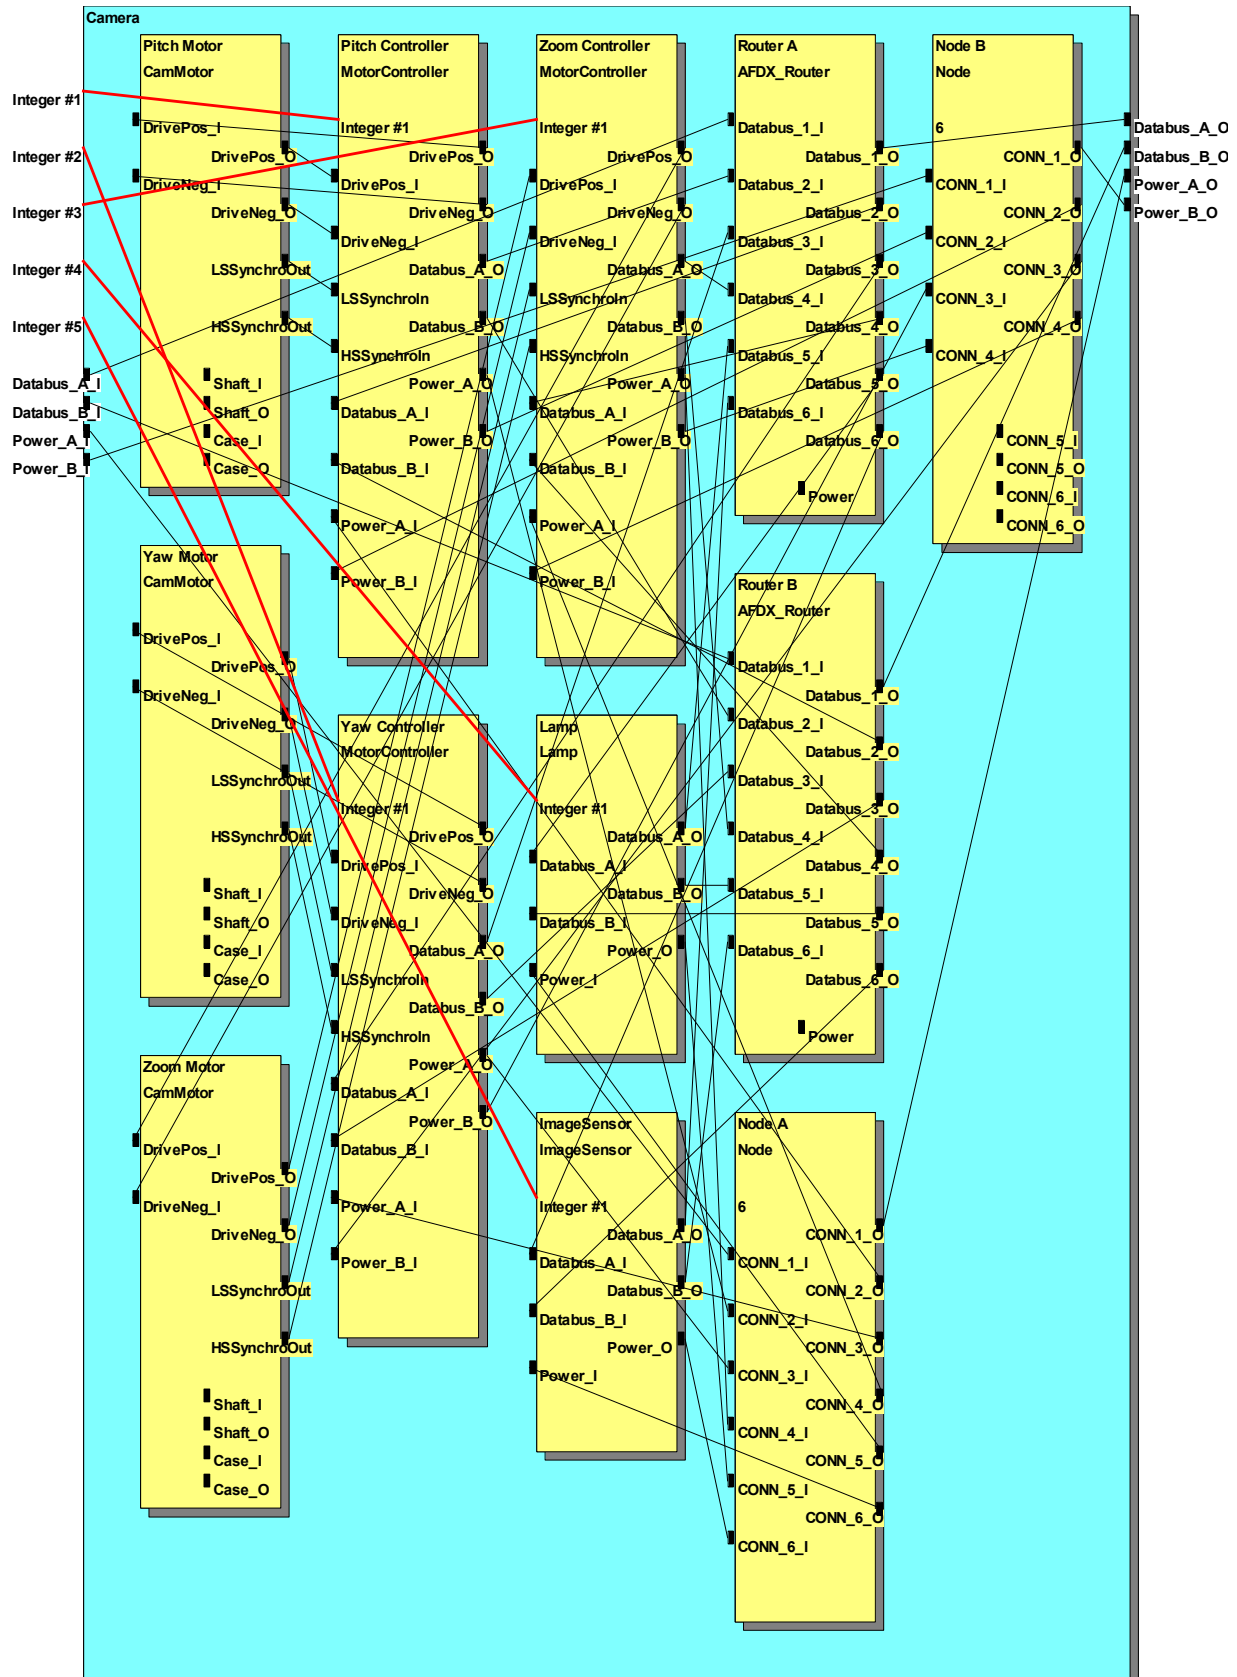 Camera
Integer #1
Integer #2
Integer #3
Integer #4
Integer #5
Databus_A_I
Databus_B_I
Power_A_I
Power_B_I
Pitch Motor
CamMotor
DrivePos_I
DrivePos_O
DriveNeg_I
DriveNeg_O
LSSynchroOut
HSSynchroOut
Shaft_I
Shaft_O
Case_I
Case_O
Yaw Motor
CamMotor
DrivePos_I
DrivePos_O
DriveNeg_I
DriveNeg_O
LSSynchroOut
HSSynchroOut
Shaft_I
Shaft_O
Case_I
Case_O
Zoom Motor
CamMotor
DrivePos_I
DrivePos_O
DriveNeg_I
DriveNeg_O
LSSynchroOut
HSSynchroOut
Shaft_I
Shaft_O
Case_I
Case_O
Pitch Controller
MotorController
Integer #1
DrivePos_O
DrivePos_I
DriveNeg_O
DriveNeg_I
Databus_A_O
LSSynchroIn
Databus_B_O
HSSynchroIn
Power_A_O
Databus_A_I
Power_B_O
Databus_B_I
Power_A_I
Power_B_I
Yaw Controller
MotorController
Integer #1
DrivePos_O
DrivePos_I
DriveNeg_O
DriveNeg_I
Databus_A_O
LSSynchroIn
Databus_B_O
HSSynchroIn
Power_A_O
Databus_A_I
Power_B_O
Databus_B_I
Power_A_I
Power_B_I
Zoom Controller
MotorController
Integer #1
DrivePos_O
DrivePos_I
DriveNeg_O
DriveNeg_I
Databus_A_O
LSSynchroIn
Databus_B_O
HSSynchroIn
Power_A_O
Databus_A_I
Power_B_O
Databus_B_I
Power_A_I
Power_B_I
Lamp
Lamp
Integer #1
Databus_A_O
Databus_A_I
Databus_B_O
Databus_B_I
Power_O
Power_I
ImageSensor
ImageSensor
Integer #1
Databus_A_O
Databus_A_I
Databus_B_O
Databus_B_I
Power_O
Power_I
Router A
AFDX_Router
Databus_1_I
Databus_1_O
Databus_2_I
Databus_2_O
Databus_3_I
Databus_3_O
Databus_4_I
Databus_4_O
Databus_5_I
Databus_5_O
Databus_6_I
Databus_6_O
Power
Router B
AFDX_Router
Databus_1_I
Databus_1_O
Databus_2_I
Databus_2_O
Databus_3_I
Databus_3_O
Databus_4_I
Databus_4_O
Databus_5_I
Databus_5_O
Databus_6_I
Databus_6_O
Power
Node A
Node
6
CONN_1_O
CONN_1_I
CONN_2_O
CONN_2_I
CONN_3_O
CONN_3_I
CONN_4_O
CONN_4_I
CONN_5_O
CONN_5_I
CONN_6_O
CONN_6_I
Node B
Node
6
CONN_1_O
CONN_1_I
CONN_2_O
CONN_2_I
CONN_3_O
CONN_3_I
CONN_4_O
CONN_4_I
CONN_5_I
CONN_5_O
CONN_6_I
CONN_6_O
Databus_A_O
Databus_B_O
Power_A_O
Power_B_O